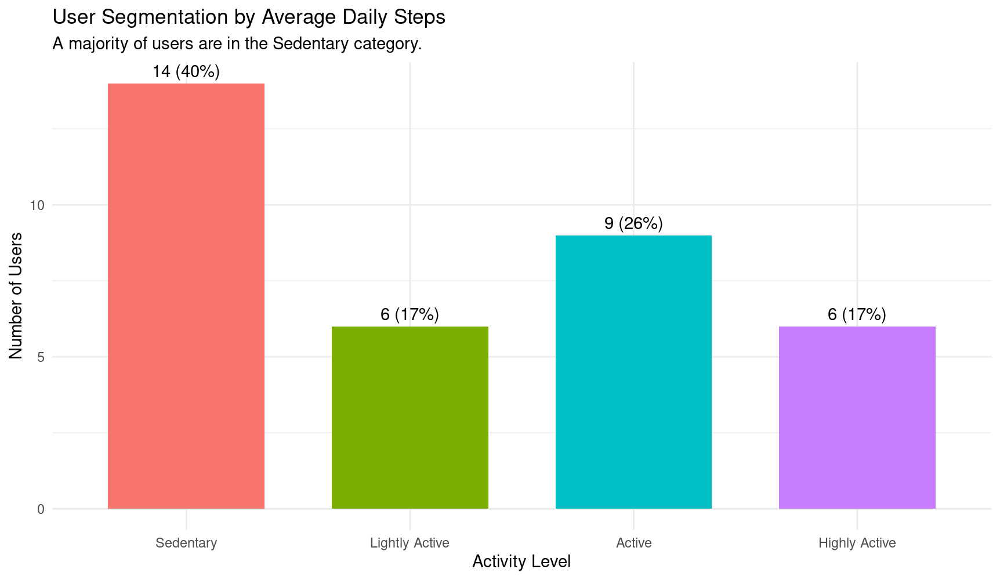 User Segmentation by Average Daily Steps
A majority of users are in the Sedentary category.
14 (40%)
9 (26%)
6 (17%)
6 (17%)
10
5
0
Number of Users
Sedentary
Lightly Active
Active
Highly Active
Activity Level